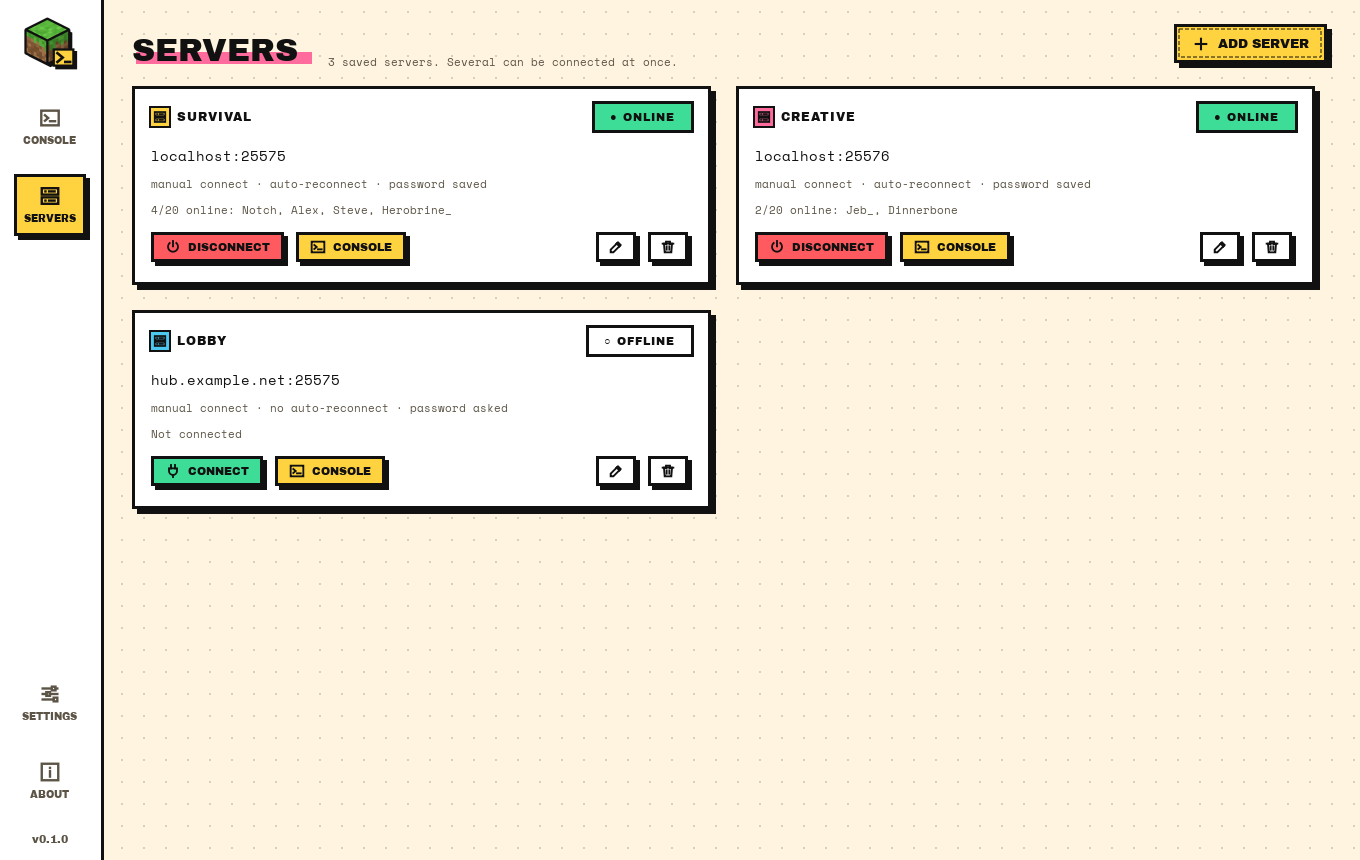 SERVERS
3 saved servers. Several can be connected at once.
ADD SERVER
CONSOLE
SERVERS
SETTINGS
ABOUT
v0.1.0
SURVIVAL
● ONLINE
localhost:25575
manual connect · auto-reconnect · password saved
4/20 online: Notch, Alex, Steve, Herobrine_
DISCONNECT
CONSOLE
CREATIVE
● ONLINE
localhost:25576
manual connect · auto-reconnect · password saved
2/20 online: Jeb_, Dinnerbone
DISCONNECT
CONSOLE
LOBBY
○ OFFLINE
hub.example.net:25575
manual connect · no auto-reconnect · password asked
Not connected
CONNECT
CONSOLE